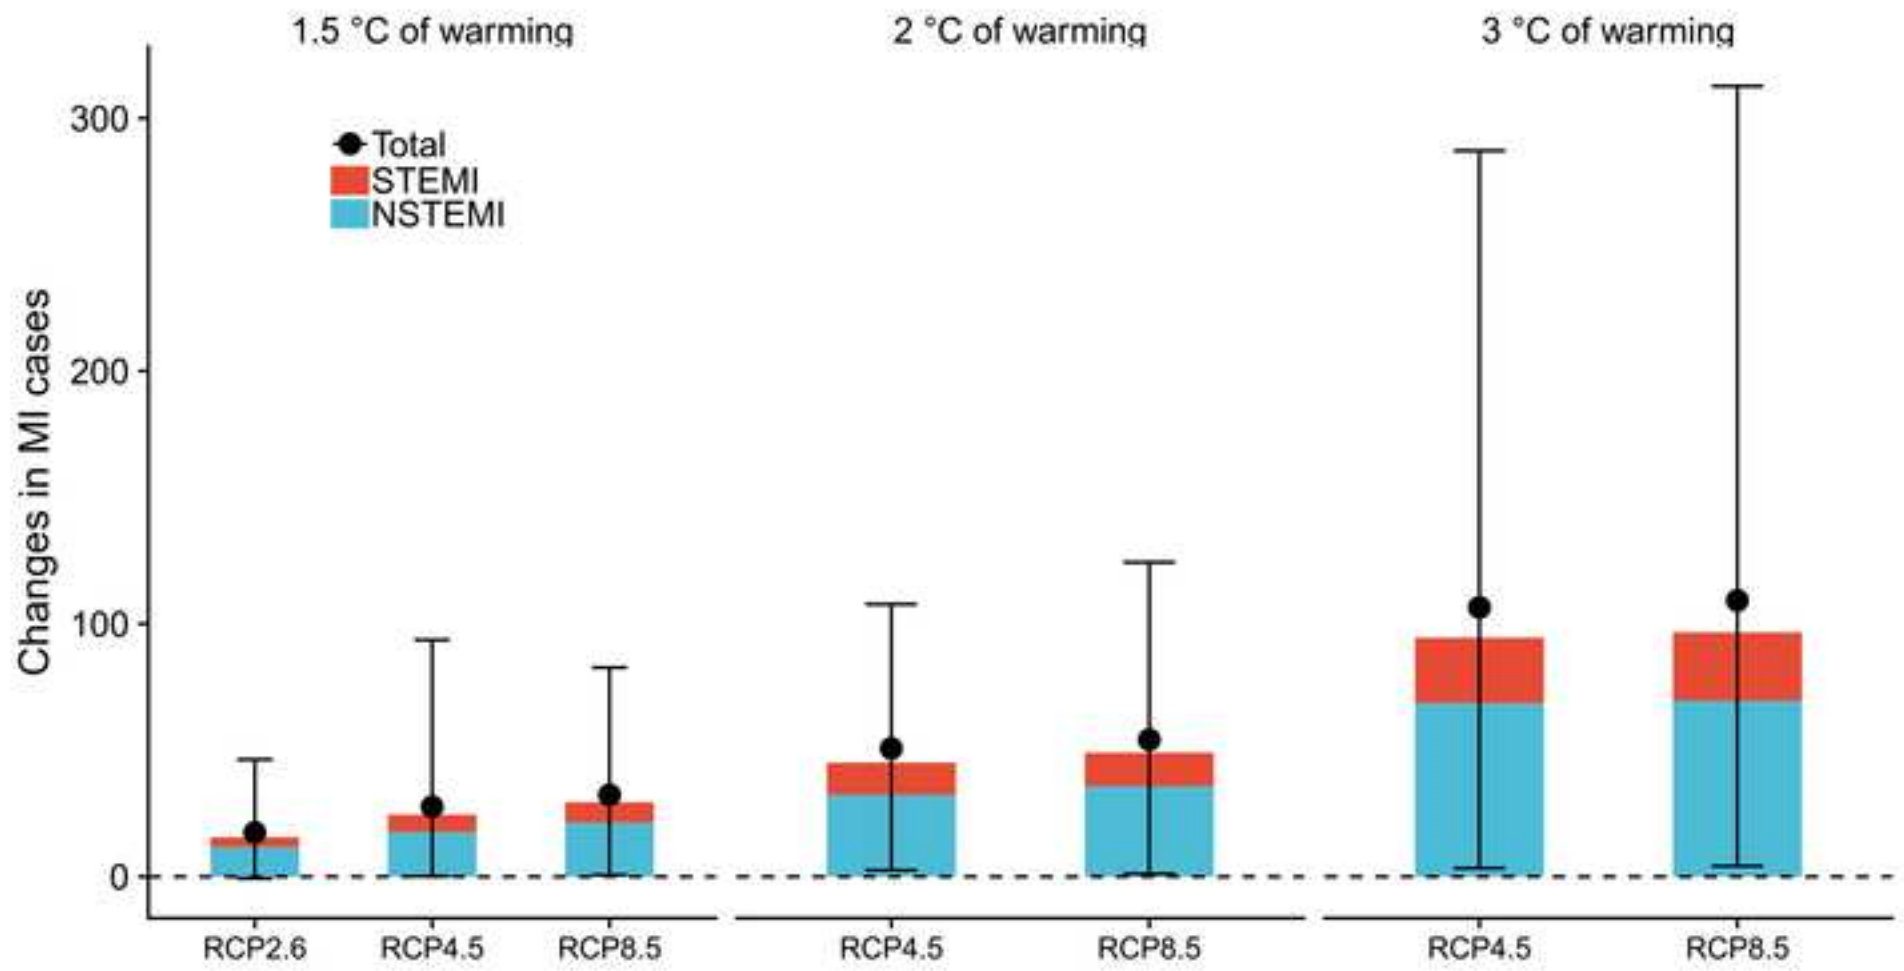 1.5 °C of warming
2 °C of warming
3 °C of warming
Total
STEMI
NSTEMI
Changes in MI cases
300
200
100
0
RCP2.6
RCP4.5
RCP8.5
RCP4.5
RCP8.5
RCP4.5
RCP8.5